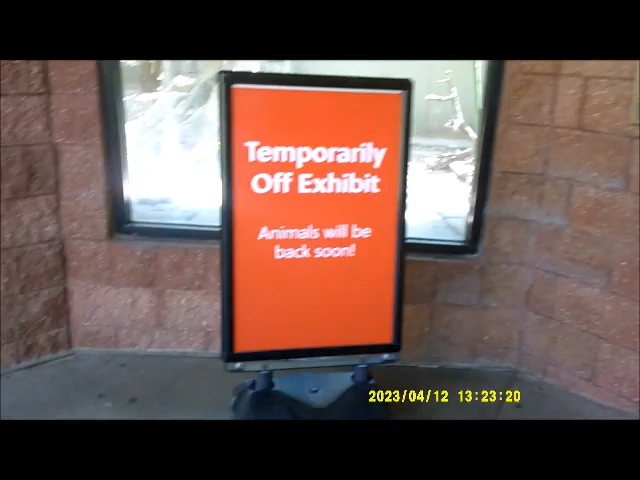 Temporarily
Off Exhibit
Animals will be
back soon!
2023/04/12 13:23:20